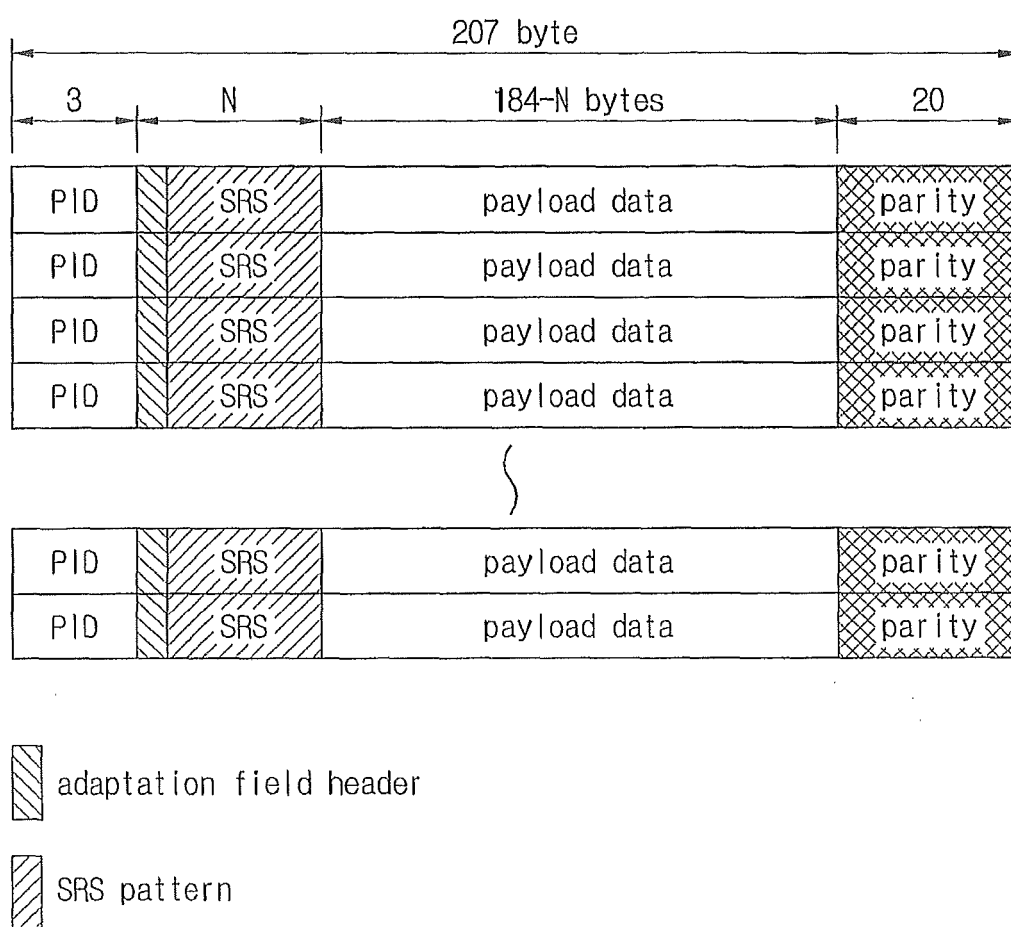 207 byte
3 N 184-N bytes 20
PID SRS payload data parity
PID SRS payload data parity
PID SRS payload data parity
PID SRS payload data parity
PID SRS payload data parity
PID SRS payload data parity
adaptation field header
SRS pattern